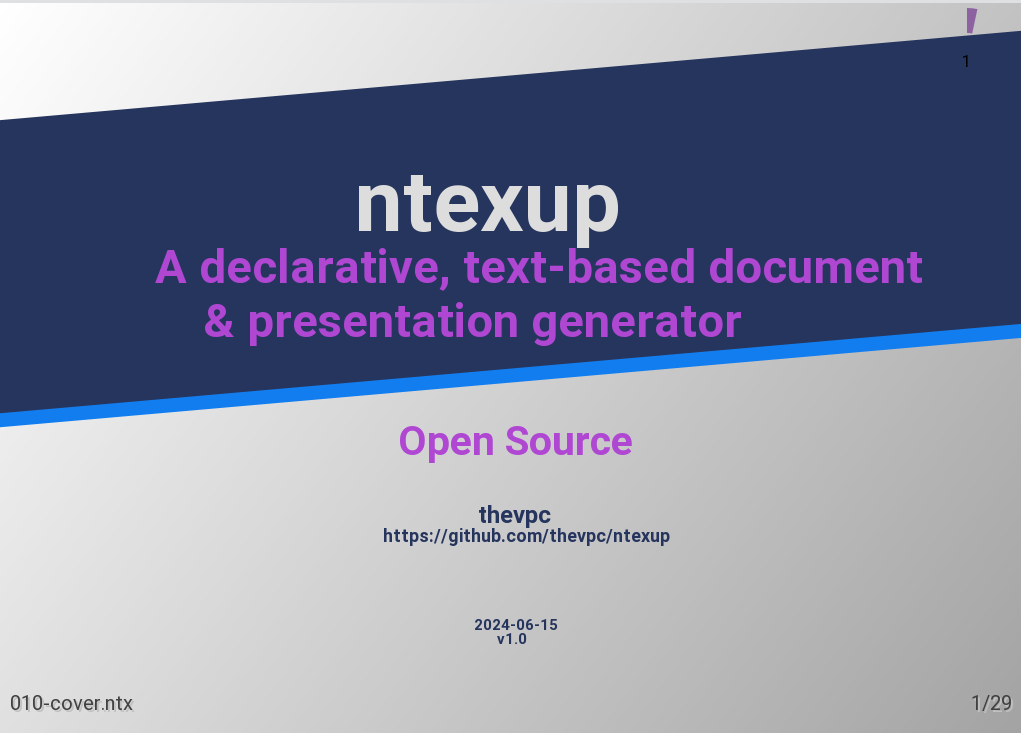 1
ntexup
A declarative, text-based document
& presentation generator
Open Source
thevpc
https://github.com/thevpc/ntexup
2024-06-15
v1.0
010-cover.ntx
1/29